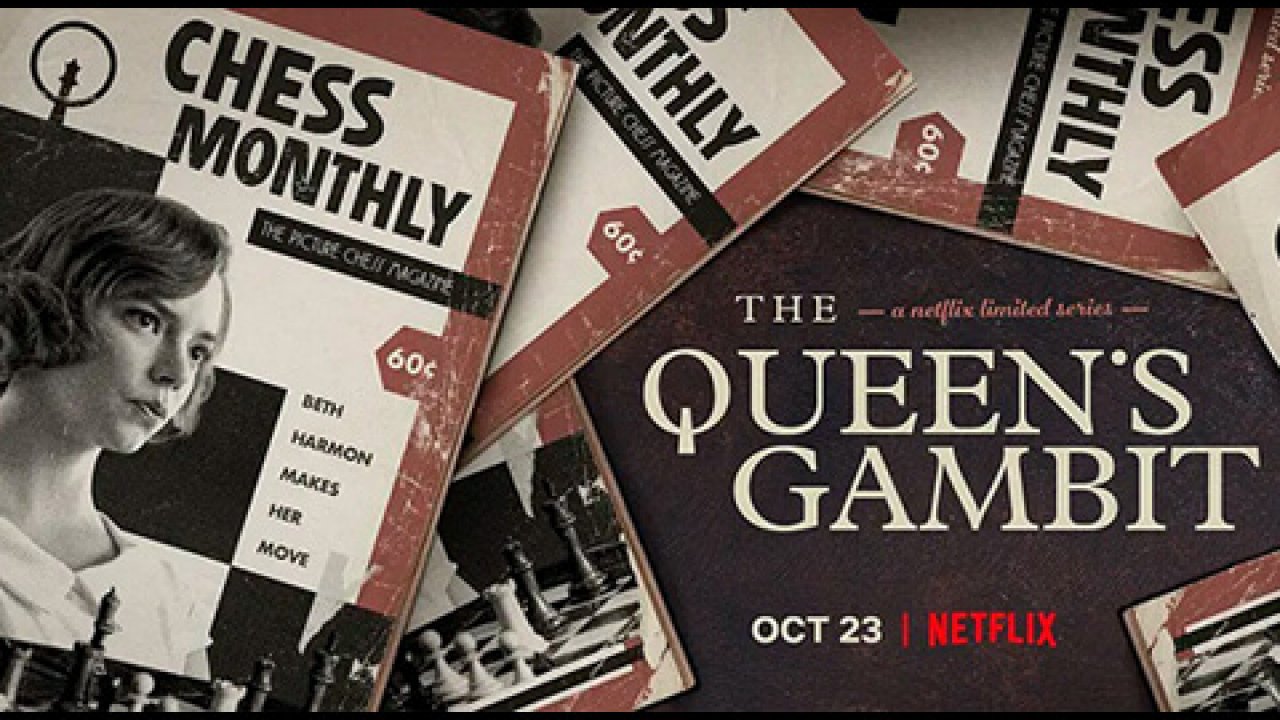 CHESS
MONTHLY
THE PICTURE CHESS MAGAZINE
60¢
BETH
HARMON
MAKES
HER
MOVE
MONTHLY
THE PICTURE CHESS MAGAZINE
60¢
MONTHLY
60¢
THE — a netflix limited series —
QUEEN'S
GAMBIT
OCT 23 | NETFLIX